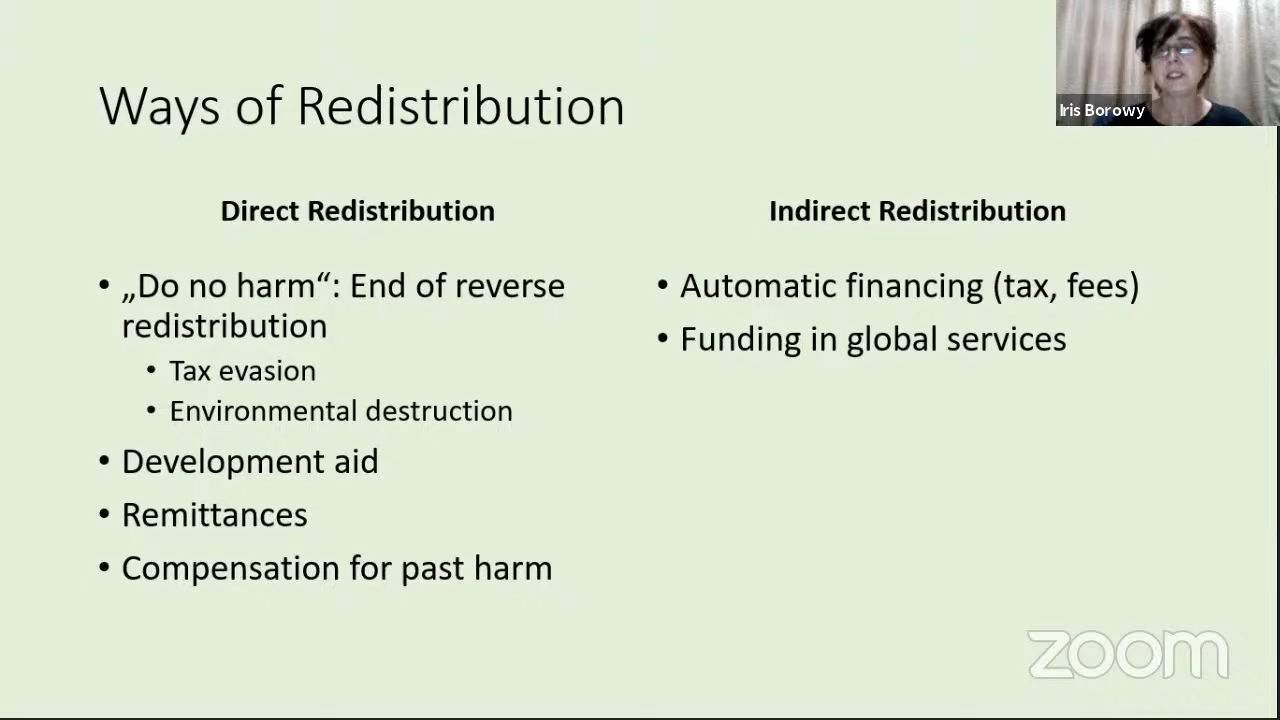 Iris Borowy
Ways of Redistribution
Direct Redistribution
• „Do no harm“: End of reverse
redistribution
• Tax evasion
• Environmental destruction
• Development aid
• Remittances
• Compensation for past harm
Indirect Redistribution
• Automatic financing (tax, fees)
• Funding in global services
zoom